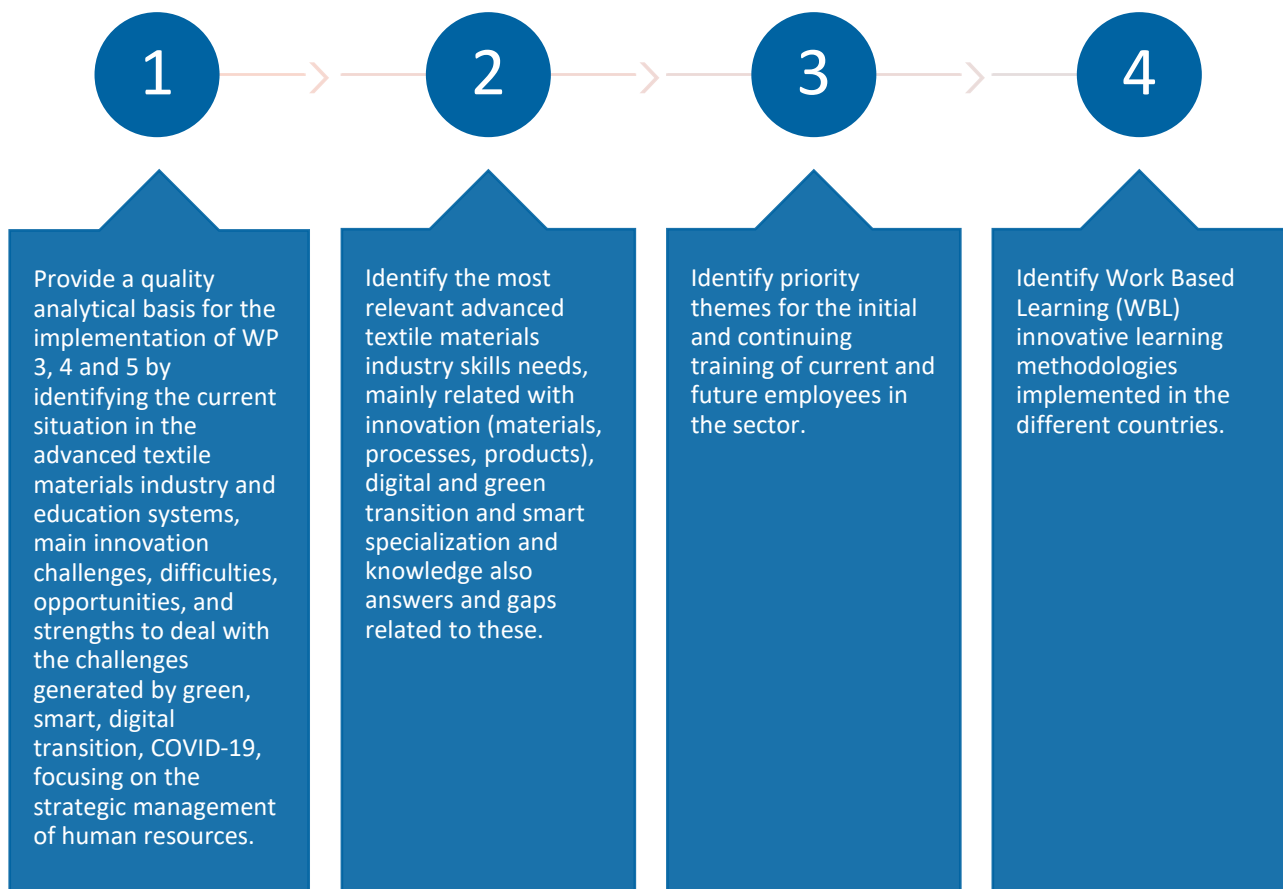 1
2
3
4
Provide a quality
analytical basis for the
implementation of WP
3, 4 and 5 by
identifying the current
situation in the
advanced textile
materials industry and
education systems,
main innovation
challenges, difficulties,
opportunities, and
strengths to deal with
the challenges
generated by green,
smart, digital
transition, COVID-19,
focusing on the
strategic management
of human resources.
Identify the most
relevant advanced
textile materials
industry skills needs,
mainly related with
innovation (materials,
processes, products),
digital and green
transition and smart
specialization and
knowledge also
answers and gaps
related to these.
Identify priority
themes for the initial
and continuing
training of current and
future employees in
the sector.
Identify Work Based
Learning (WBL)
innovative learning
methodologies
implemented in the
different countries.